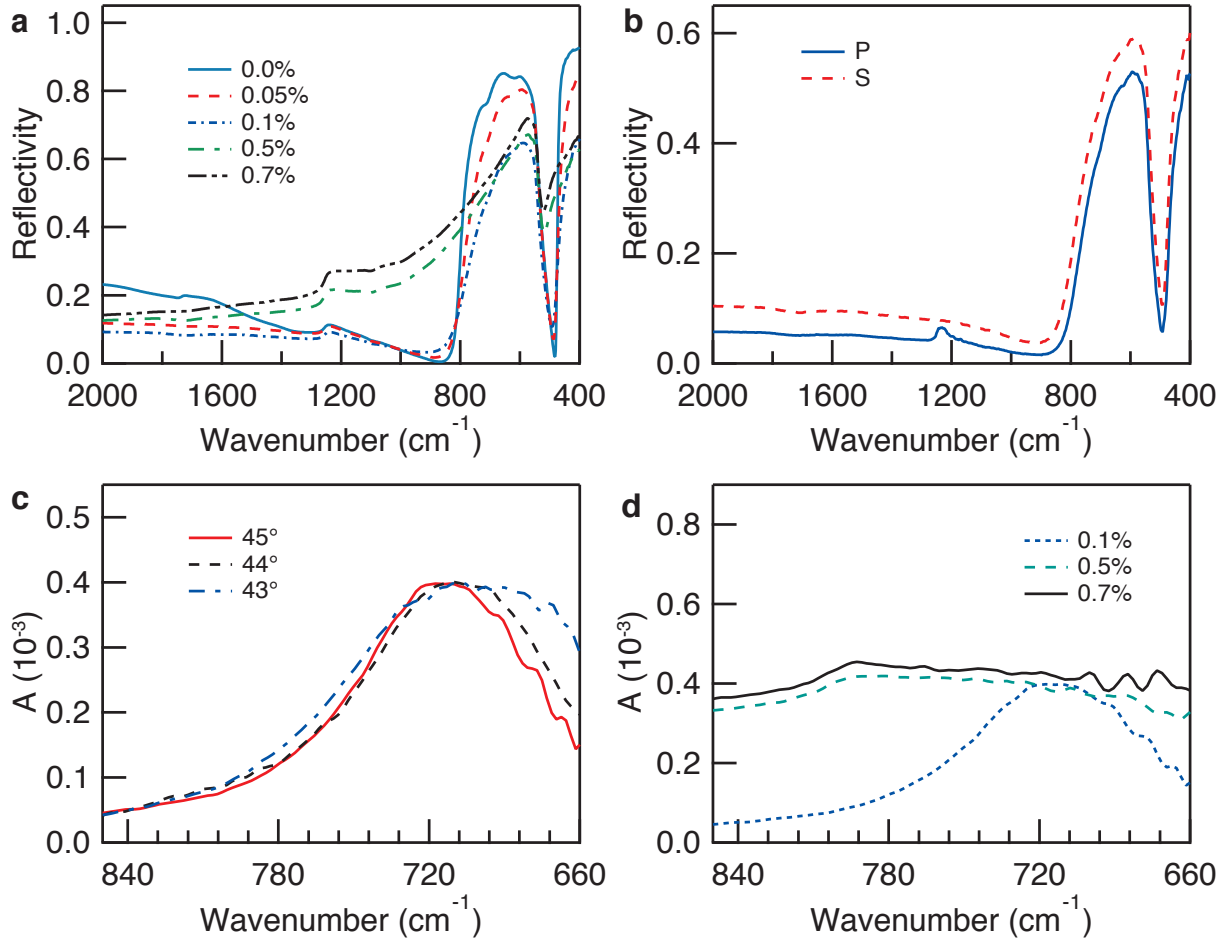 a
Reflectivity
1.0
0.8
0.6
0.4
0.2
0.0
0.0%
0.05%
0.1%
0.5%
0.7%
2000 1600 1200 800 400
Wavenumber (cm-1)
b
Reflectivity
0.6
0.4
0.2
0.0
P
S
2000 1600 1200 800 400
Wavenumber (cm-1)
c
A (10-3)
0.5
0.4
0.3
0.2
0.1
0.0
45°
44°
43°
840 780 720 660
Wavenumber (cm-1)
d
A (10-3)
0.8
0.6
0.4
0.2
0.0
0.1%
0.5%
0.7%
840 780 720 660
Wavenumber (cm-1)